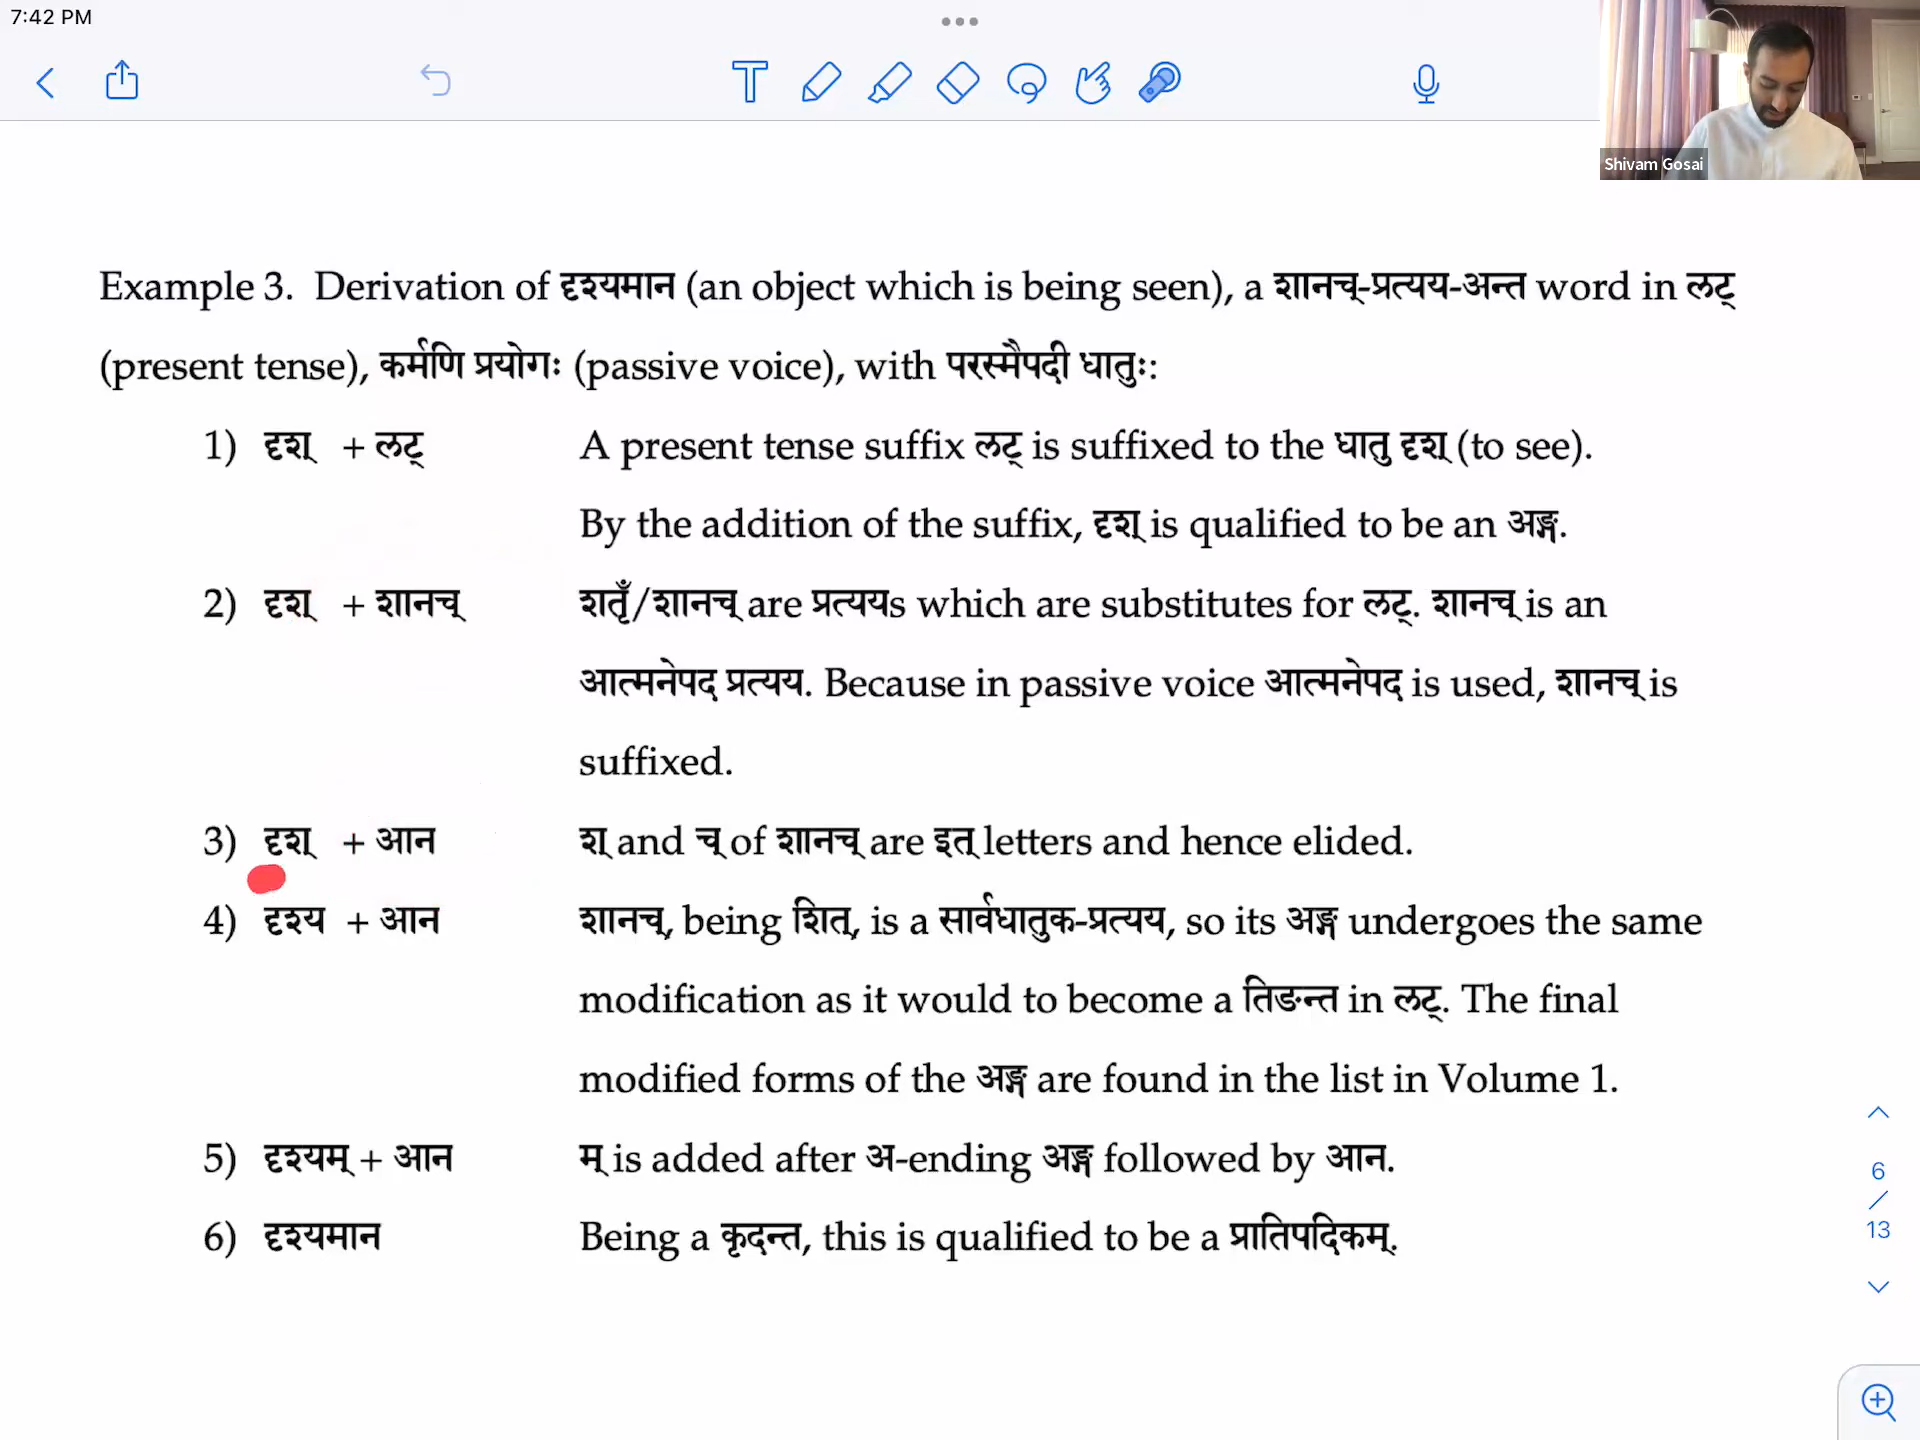 7:42 PM
Shivam Gosai
Example 3. Derivation of दृश्यमान (an object which is being seen), a शानच्-प्रत्यय-अन्त word in लट्
(present tense), कर्मणि प्रयोगः (passive voice), with परस्मैपदी धातुः:
1) दृश् + लट् A present tense suffix लट् is suffixed to the धातु दृश् (to see).
By the addition of the suffix, दृश् is qualified to be an अङ्ग.
2) दृश् + शानच् शतृँ/शानच् are प्रत्ययs which are substitutes for लट्. शानच् is an
आत्मनेपद प्रत्यय. Because in passive voice आत्मनेपद is used, शानच् is
suffixed.
3) दृश् + आन श् and च् of शानच् are इत् letters and hence elided.
4) दृश्य + आन शानच्, being शित्, is a सार्वधातुक-प्रत्यय, so its अङ्ग undergoes the same
modification as it would to become a तिङन्त in लट्. The final
modified forms of the अङ्ग are found in the list in Volume 1.
5) दृश्यम् + आन म् is added after अ-ending अङ्ग followed by आन.
6) दृश्यमान Being a कृदन्त, this is qualified to be a प्रातिपदिकम्.
6
/
13